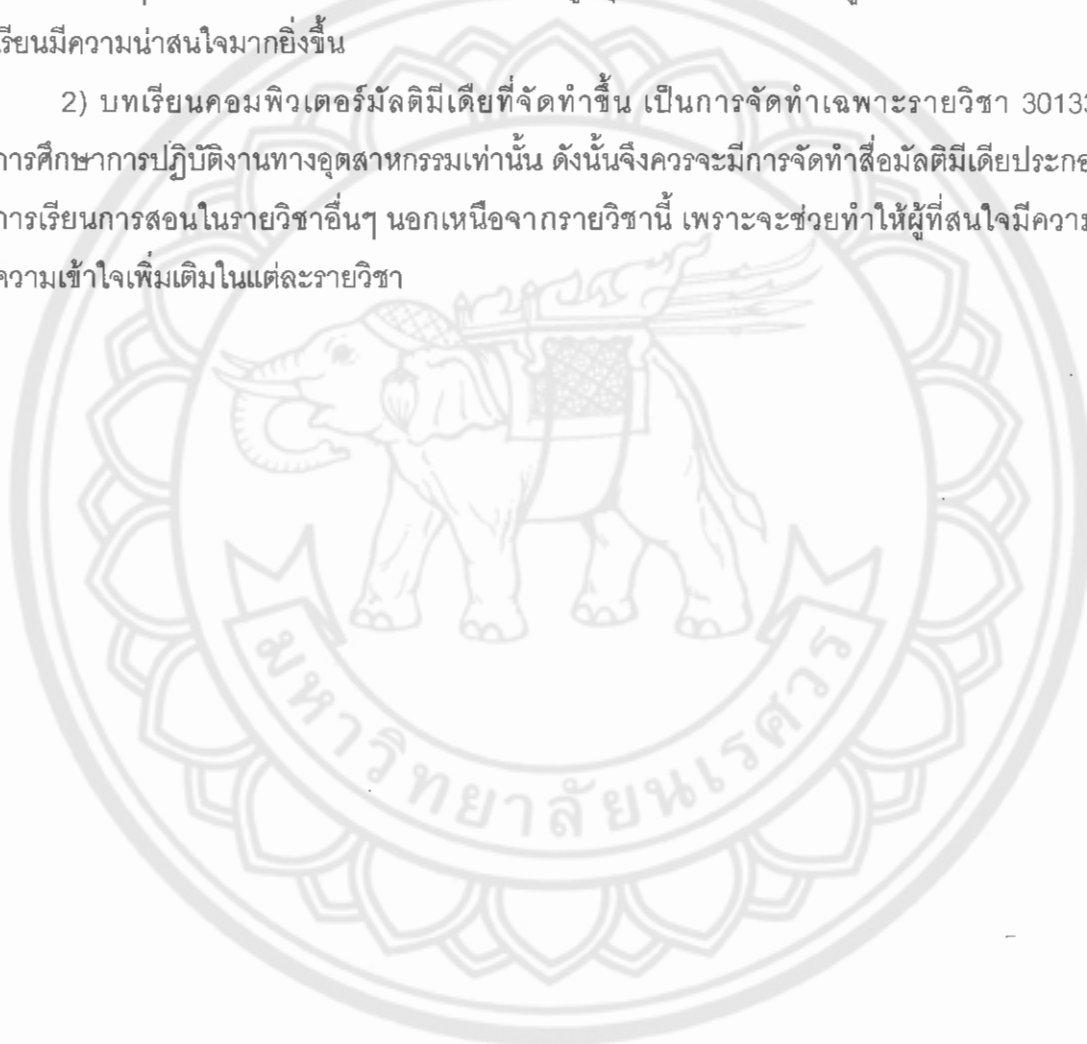 เรียนมีความน่าสนใจมากยิ่งขึ้น
2) บทเรียนคอมพิวเตอร์มัลติมีเดียที่จัดทำขึ้น เป็นการจัดทำเฉพาะรายวิชา 30133
การศึกษาการปฏิบัติงานทางอุตสาหกรรมเท่านั้น ดังนั้นจึงควรจะมีการจัดทำสื่อมัลติมีเดียประกอ
การเรียนการสอนในรายวิชาอื่นๆ นอกเหนือจากรายวิชานี้ เพราะจะช่วยทำให้ผู้ที่สนใจมีความ
ความเข้าใจเพิ่มเติมในแต่ละรายวิชา
มหาวิทยาลัยนเรศวร